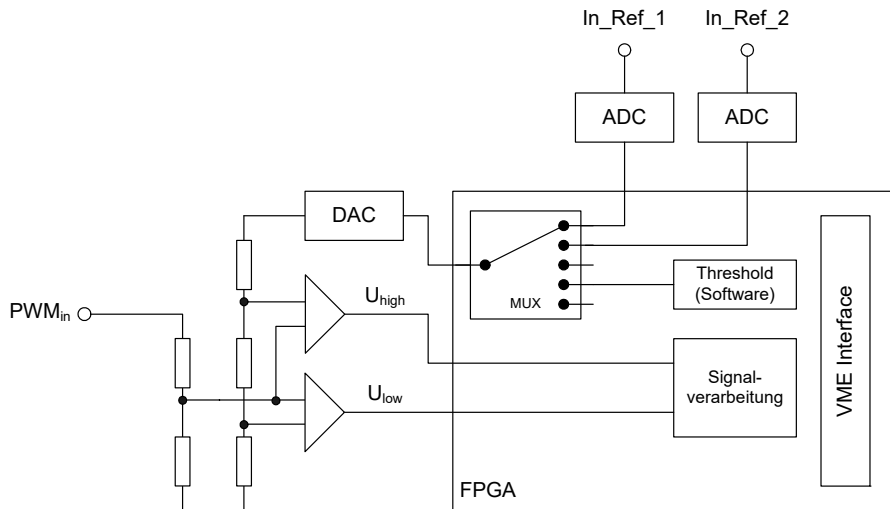 In_Ref_1
In_Ref_2
ADC
ADC
DAC
MUX
Threshold
(Software)
PWMin
Uhigh
Ulow
Signal-
verarbeitung
VME Interface
FPGA